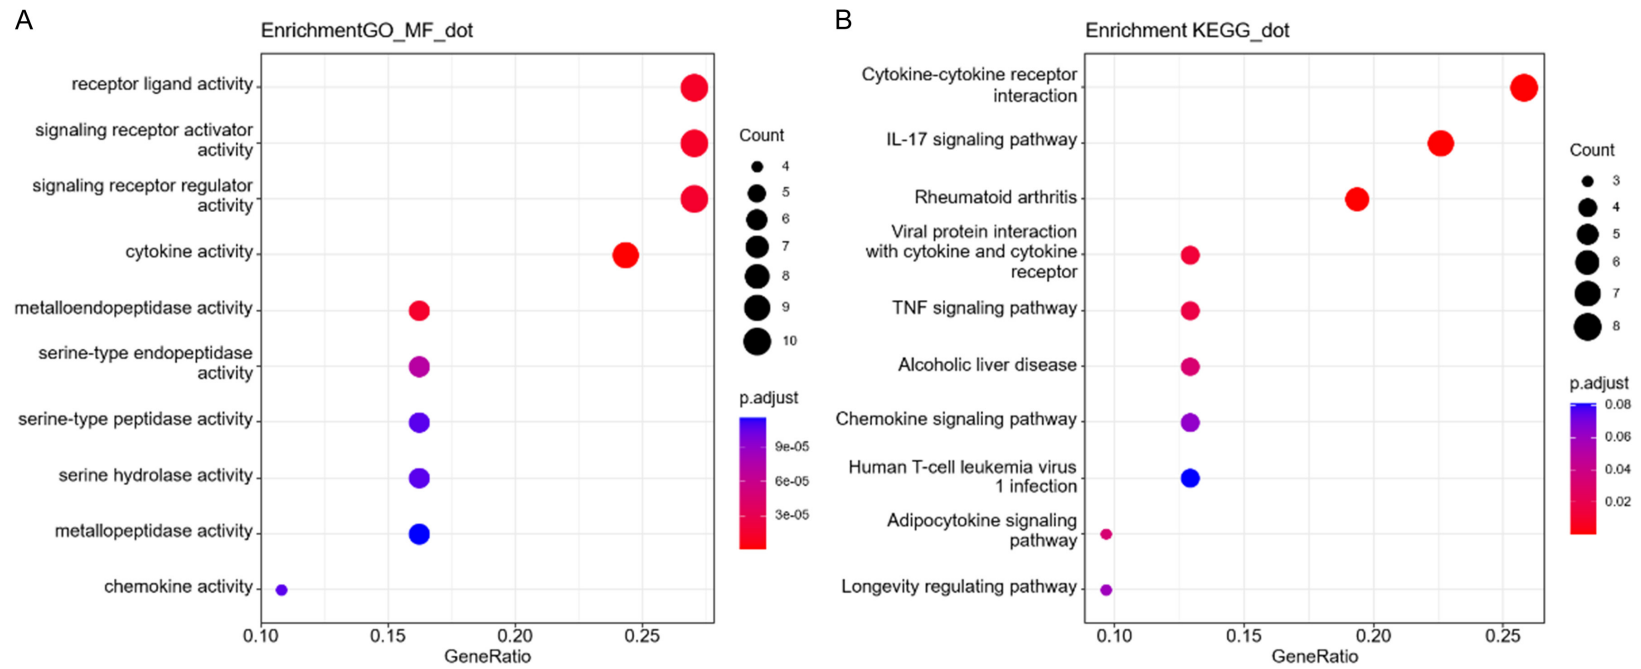 A
EnrichmentGO_MF_dot
receptor ligand activity
signaling receptor activator
activity
signaling receptor regulator
activity
cytokine activity
metalloendopeptidase activity
serine-type endopeptidase
activity
serine-type peptidase activity
serine hydrolase activity
metallopeptidase activity
chemokine activity
0.10 0.15 0.20 0.25
GeneRatio
Count
4
5
6
7
8
9
10
p.adjust
9e-05
6e-05
3e-05
B
Enrichment KEGG_dot
Cytokine-cytokine receptor
interaction
IL-17 signaling pathway
Rheumatoid arthritis
Viral protein interaction
with cytokine and cytokine
receptor
TNF signaling pathway
Alcoholic liver disease
Chemokine signaling pathway
Human T-cell leukemia virus
1 infection
Adipocytokine signaling
pathway
Longevity regulating pathway
0.10 0.15 0.20 0.25
GeneRatio
Count
3
4
5
6
7
8
p.adjust
0.08
0.06
0.04
0.02